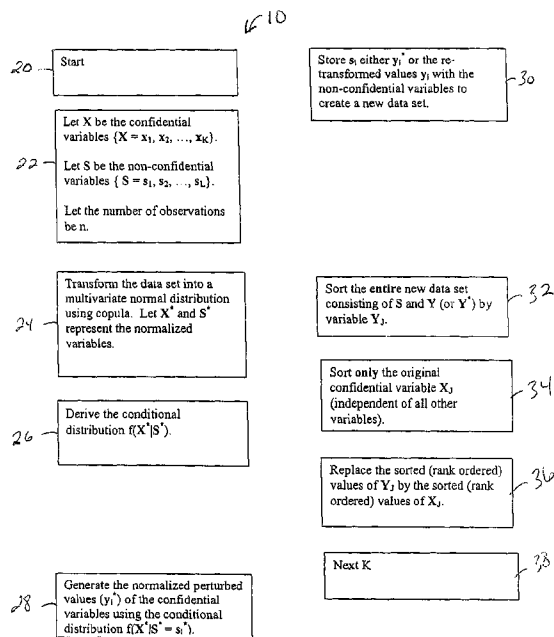 10
20
Start
22
Let X be the confidential
variables {X = x₁, x₂, ..., x_K}.
Let S be the non-confidential
variables { S = s₁, s₂, ..., s_L}.
Let the number of observations
be n.
24
Transform the data set into a
multivariate normal distribution
using copula. Let X* and S*
represent the normalized
variables.
26
Derive the conditional
distribution f(X*|S*).
28
Generate the normalized perturbed
values (yᵢ*) of the confidential
variables using the conditional
distribution f(X*|S* = sᵢ*).
Store sᵢ either yᵢ* or the re-
transformed values yᵢ with the
non-confidential variables to
create a new data set.
30
Sort the entire new data set
consisting of S and Y (or Y*) by
variable Y_J.
32
Sort only the original
confidential variable X_J
(independent of all other
variables).
34
Replace the sorted (rank ordered)
values of Y_J by the sorted (rank
ordered) values of X_J.
36
Next K
38